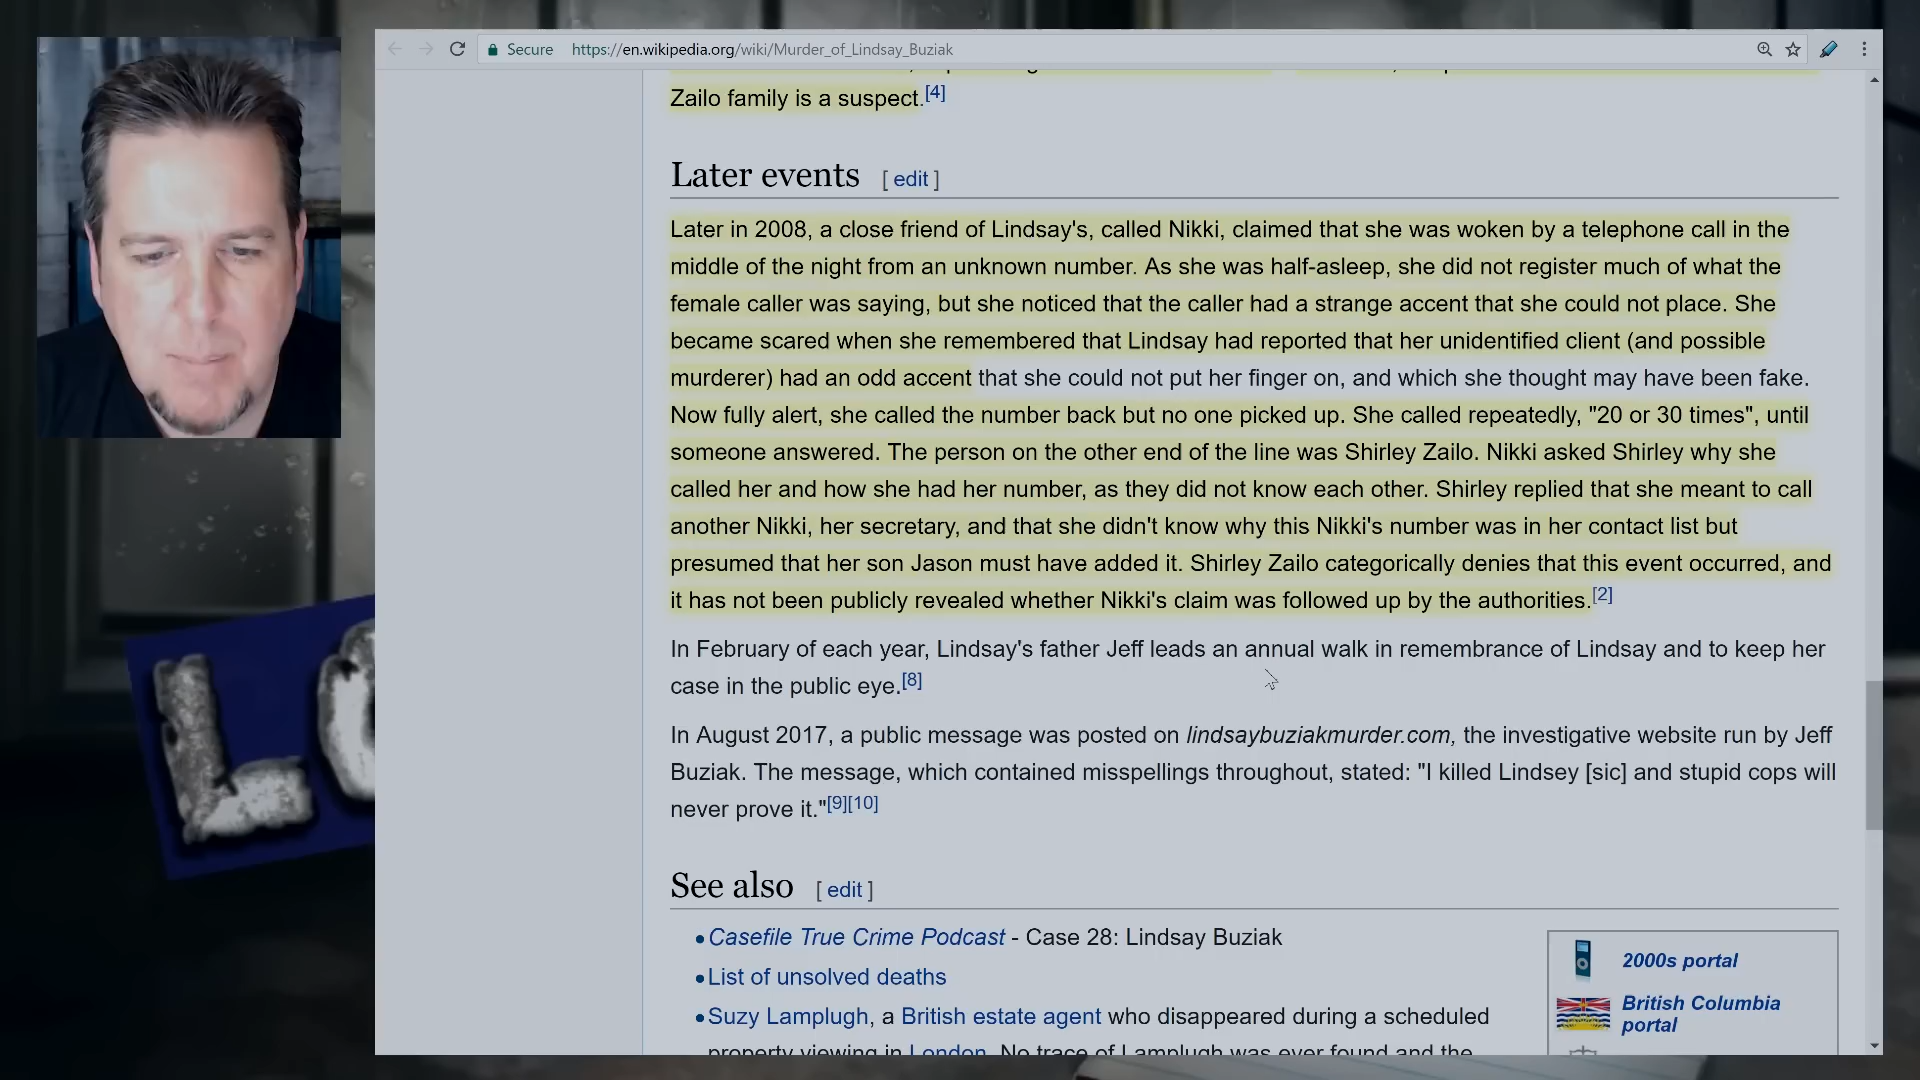 Secure https://en.wikipedia.org/wiki/Murder_of_Lindsay_Buziak
Zailo family is a suspect.[4]
Later events [ edit ]
Later in 2008, a close friend of Lindsay's, called Nikki, claimed that she was woken by a telephone call in the
middle of the night from an unknown number. As she was half-asleep, she did not register much of what the
female caller was saying, but she noticed that the caller had a strange accent that she could not place. She
became scared when she remembered that Lindsay had reported that her unidentified client (and possible
murderer) had an odd accent that she could not put her finger on, and which she thought may have been fake.
Now fully alert, she called the number back but no one picked up. She called repeatedly, "20 or 30 times", until
someone answered. The person on the other end of the line was Shirley Zailo. Nikki asked Shirley why she
called her and how she had her number, as they did not know each other. Shirley replied that she meant to call
another Nikki, her secretary, and that she didn't know why this Nikki's number was in her contact list but
presumed that her son Jason must have added it. Shirley Zailo categorically denies that this event occurred, and
it has not been publicly revealed whether Nikki's claim was followed up by the authorities.[2]
In February of each year, Lindsay's father Jeff leads an annual walk in remembrance of Lindsay and to keep her
case in the public eye.[8]
In August 2017, a public message was posted on lindsaybuziakmurder.com, the investigative website run by Jeff
Buziak. The message, which contained misspellings throughout, stated: "I killed Lindsey [sic] and stupid cops will
never prove it."[9][10]
See also [ edit ]
• Casefile True Crime Podcast - Case 28: Lindsay Buziak
• List of unsolved deaths
• Suzy Lamplugh, a British estate agent who disappeared during a scheduled
property viewing in London. No trace of Lamplugh was ever found and the
2000s portal
British Columbia
portal